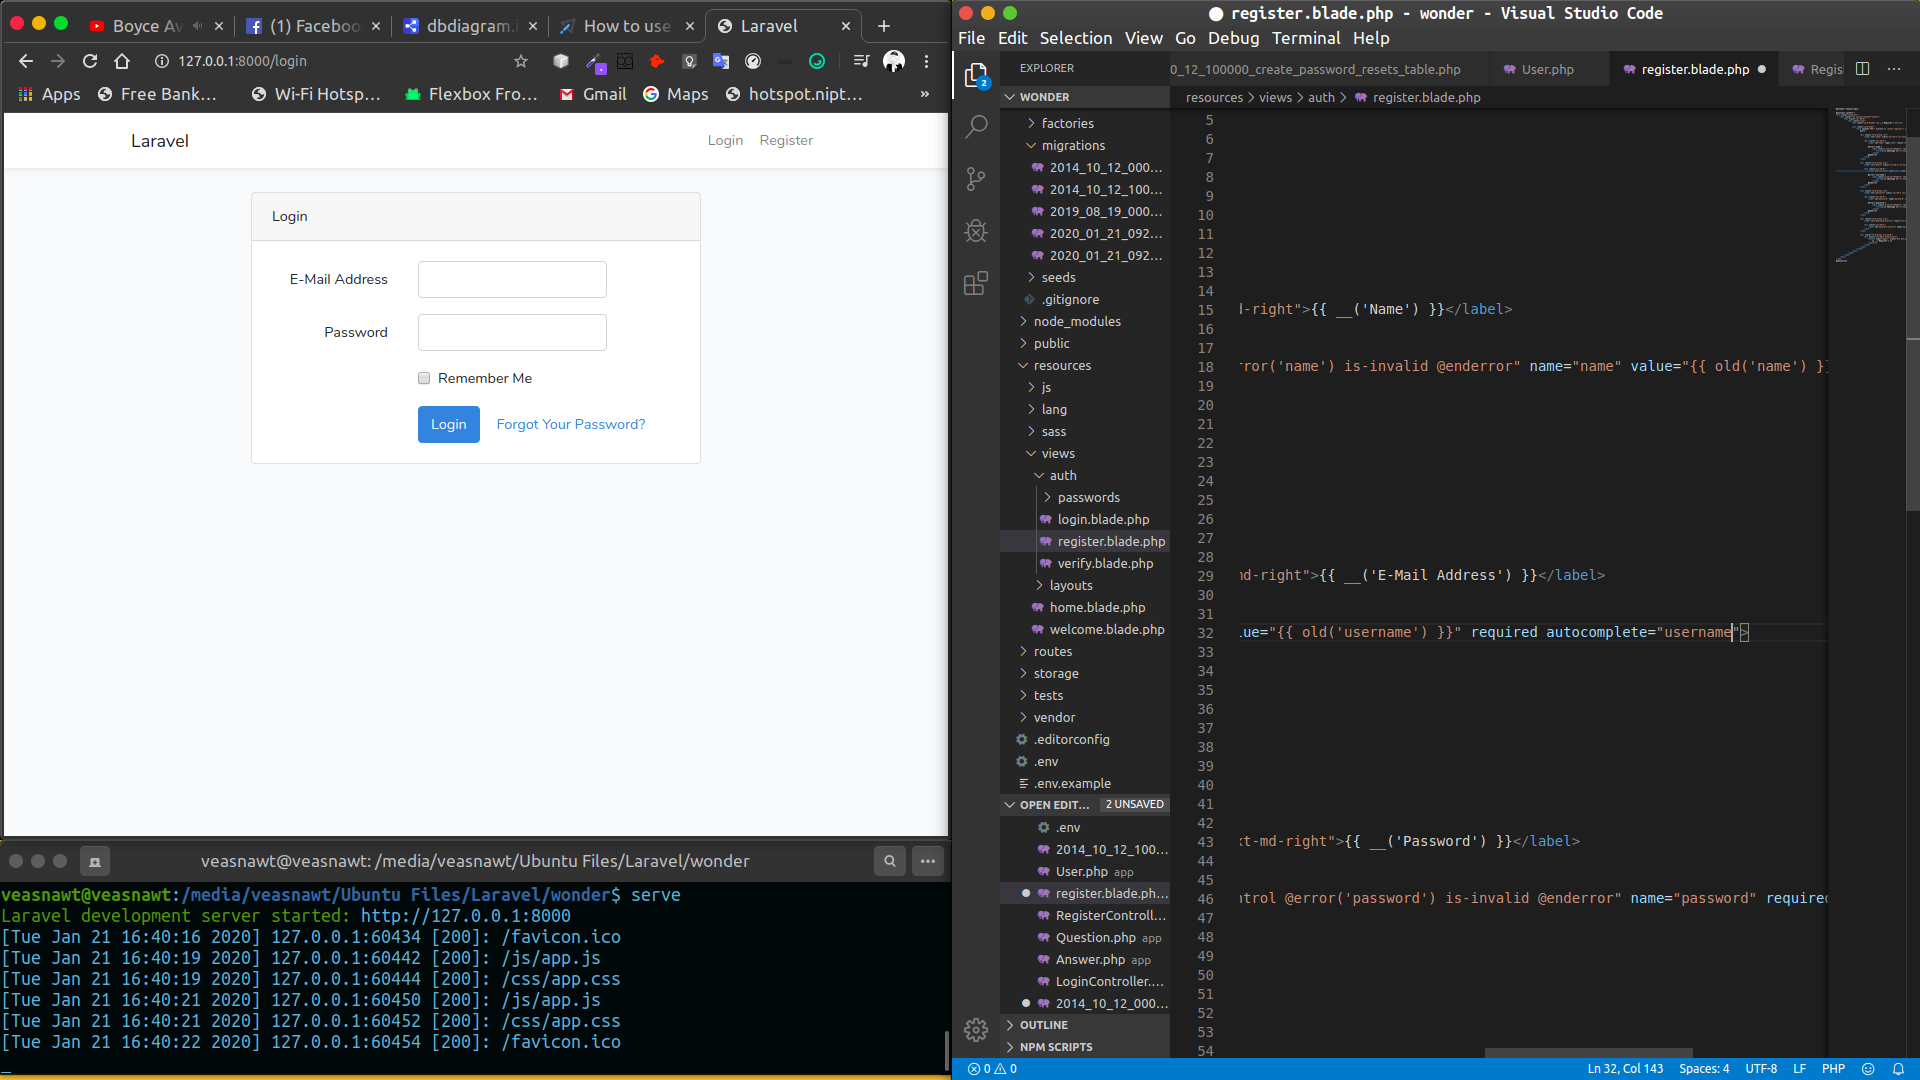 Boyce Av
(1) Faceboo
dbdiagram.i
How to use
Laravel
127.0.0.1:8000/login
Apps
Free Bank...
Wi-Fi Hotsp...
Flexbox Fro...
Gmail
Maps
hotspot.nipt...
»
Laravel
Login Register
Login
E-Mail Address
Password
Remember Me
Login Forgot Your Password?
veasnawt@veasnawt: /media/veasnawt/Ubuntu Files/Laravel/wonder
veasnawt@veasnawt:/media/veasnawt/Ubuntu Files/Laravel/wonder$ serve
Laravel development server started: http://127.0.0.1:8000
[Tue Jan 21 16:40:16 2020] 127.0.0.1:60434 [200]: /favicon.ico
[Tue Jan 21 16:40:19 2020] 127.0.0.1:60442 [200]: /js/app.js
[Tue Jan 21 16:40:19 2020] 127.0.0.1:60444 [200]: /css/app.css
[Tue Jan 21 16:40:21 2020] 127.0.0.1:60450 [200]: /js/app.js
[Tue Jan 21 16:40:21 2020] 127.0.0.1:60452 [200]: /css/app.css
[Tue Jan 21 16:40:22 2020] 127.0.0.1:60454 [200]: /favicon.ico
● register.blade.php - wonder - Visual Studio Code
File Edit Selection View Go Debug Terminal Help
2
EXPLORER
WONDER
factories
migrations
2014_10_12_000...
2014_10_12_100...
2019_08_19_000...
2020_01_21_092...
2020_01_21_092...
seeds
.gitignore
node_modules
public
resources
js
lang
sass
views
auth
passwords
login.blade.php
register.blade.php
verify.blade.php
layouts
home.blade.php
welcome.blade.php
routes
storage
tests
vendor
.editorconfig
.env
.env.example
OPEN EDIT... 2 UNSAVED
.env
2014_10_12_100...
User.php app
register.blade.ph...
RegisterControll...
Question.php app
Answer.php app
LoginController....
2014_10_12_000...
OUTLINE
NPM SCRIPTS
0_12_100000_create_password_resets_table.php
User.php
register.blade.php
Regis
resources > views > auth > register.blade.php
5
6
7
8
9
10
11
12
13
14
15 d-right">{{ __('Name') }}</label>
16
17
18 rror('name') is-invalid @enderror" name="name" value="{{ old('name') }}
19
20
21
22
23
24
25
26
27
28
29 md-right">{{ __('E-Mail Address') }}</label>
30
31
32 lue="{{ old('username') }}" required autocomplete="username">
33
34
35
36
37
38
39
40
41
42
43 xt-md-right">{{ __('Password') }}</label>
44
45
46 ntrol @error('password') is-invalid @enderror" name="password" required
47
48
49
50
51
52
53
54
0 0
Ln 32, Col 143 Spaces: 4 UTF-8 LF PHP